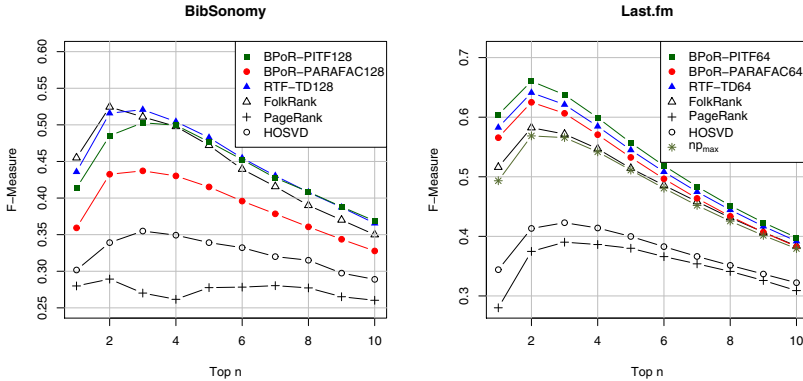 BibSonomy
F-Measure
0.60
0.55
0.50
0.45
0.40
0.35
0.30
0.25
BPoR-PITF128
BPoR-PARAFAC128
RTF-TD128
FolkRank
PageRank
HOSVD
2 4 6 8 10
Top n
Last.fm
F-Measure
0.7
0.6
0.5
0.4
0.3
BPoR-PITF64
BPoR-PARAFAC64
RTF-TD64
FolkRank
PageRank
HOSVD
npmax
2 4 6 8 10
Top n